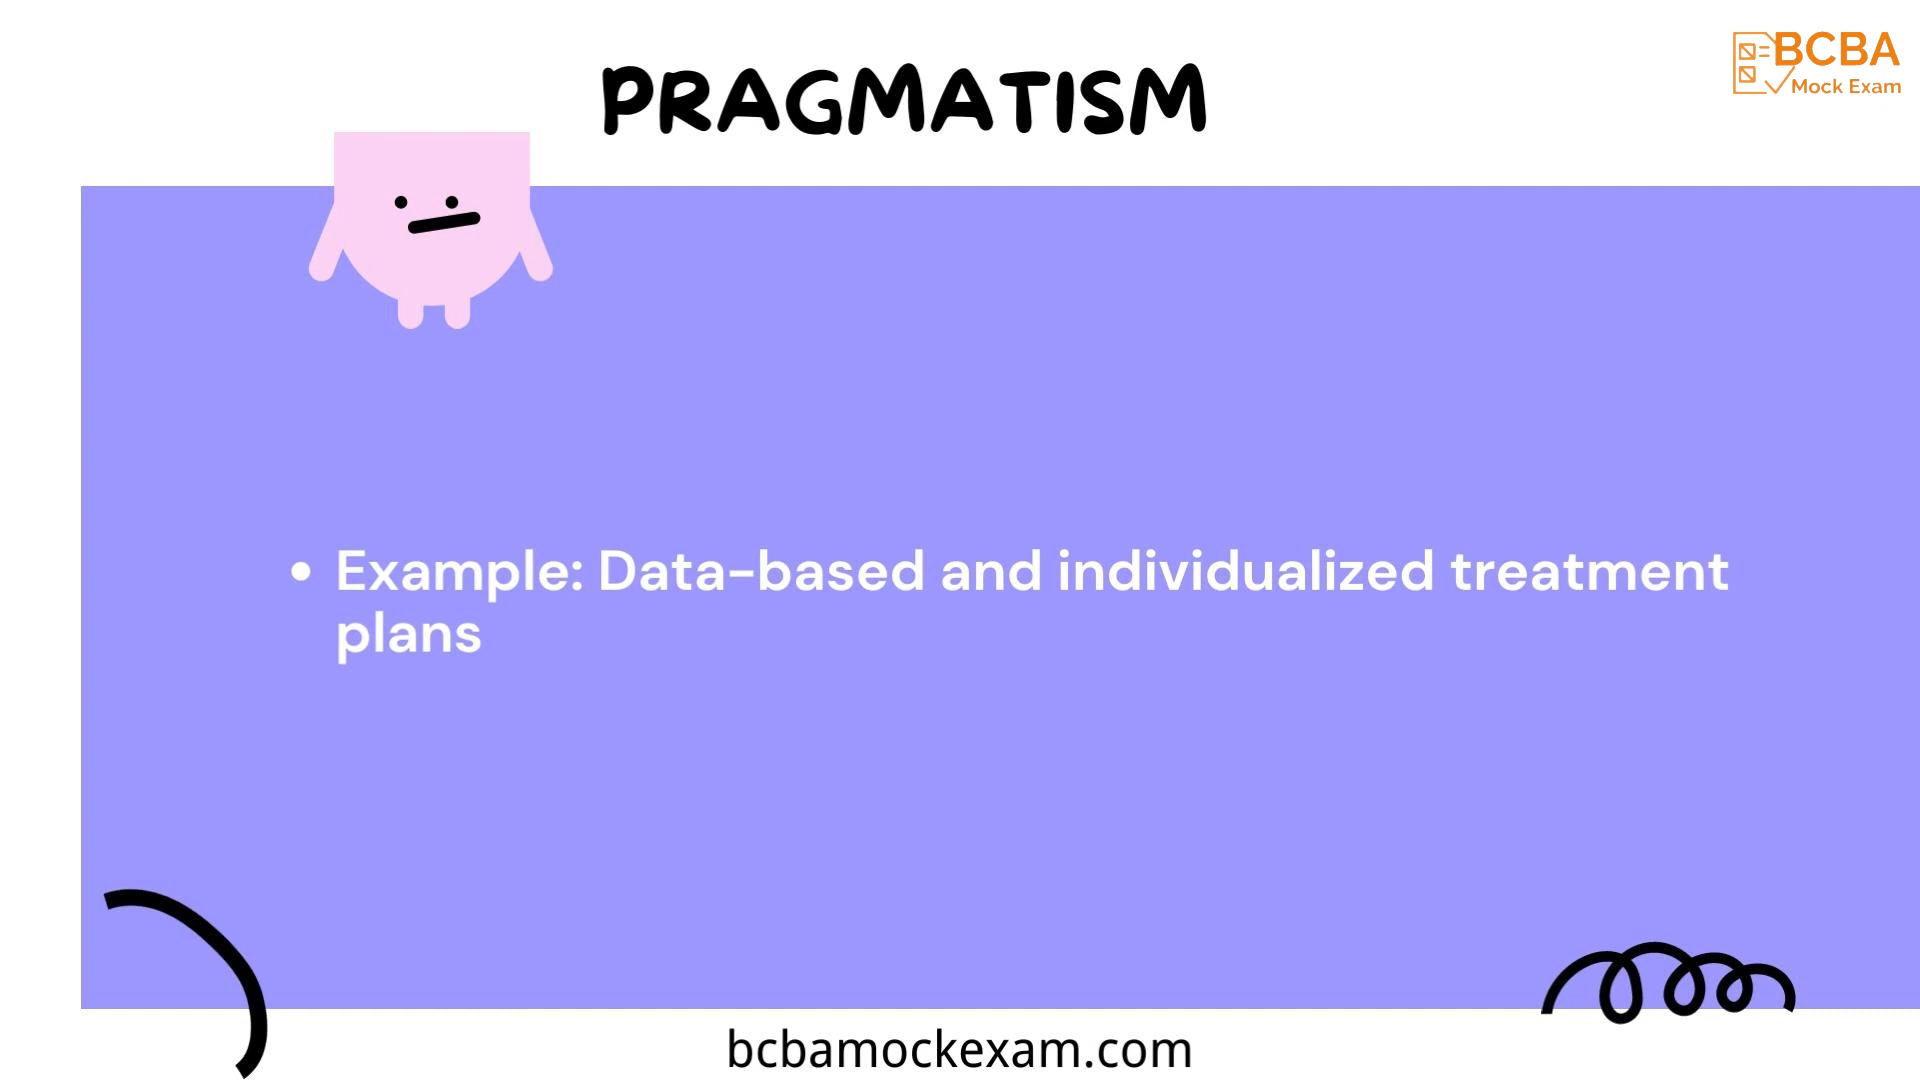 PRAGMATISM
BCBA
Mock Exam
• Example: Data-based and individualized treatment
plans
bcbamockexam.com